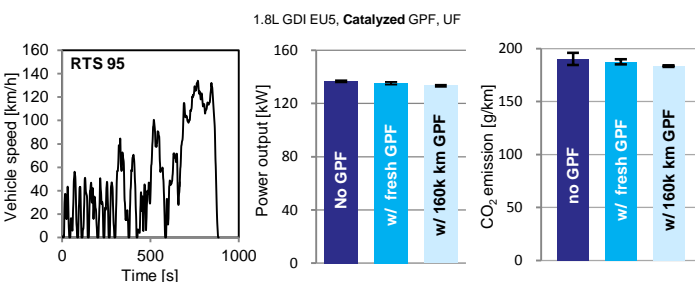 1.8L GDI EU5, Catalyzed GPF, UF
RTS 95
Vehicle speed [km/h]
160
140
120
100
80
60
40
20
0
0
500
1000
Time [s]
Power output [kW]
160
120
80
40
0
No GPF
w/ fresh GPF
w/ 160k km GPF
CO2 emission [g/km]
200
150
100
50
0
no GPF
w/ fresh GPF
w/ 160k km GPF